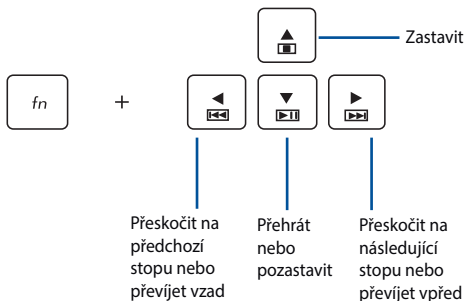 Zastavit
fn
+
Přeskočit na
předchozí
stopu nebo
převíjet vzad
Přehrát
nebo
pozastavit
Přeskočit na
následující
stopu nebo
převíjet vpřed